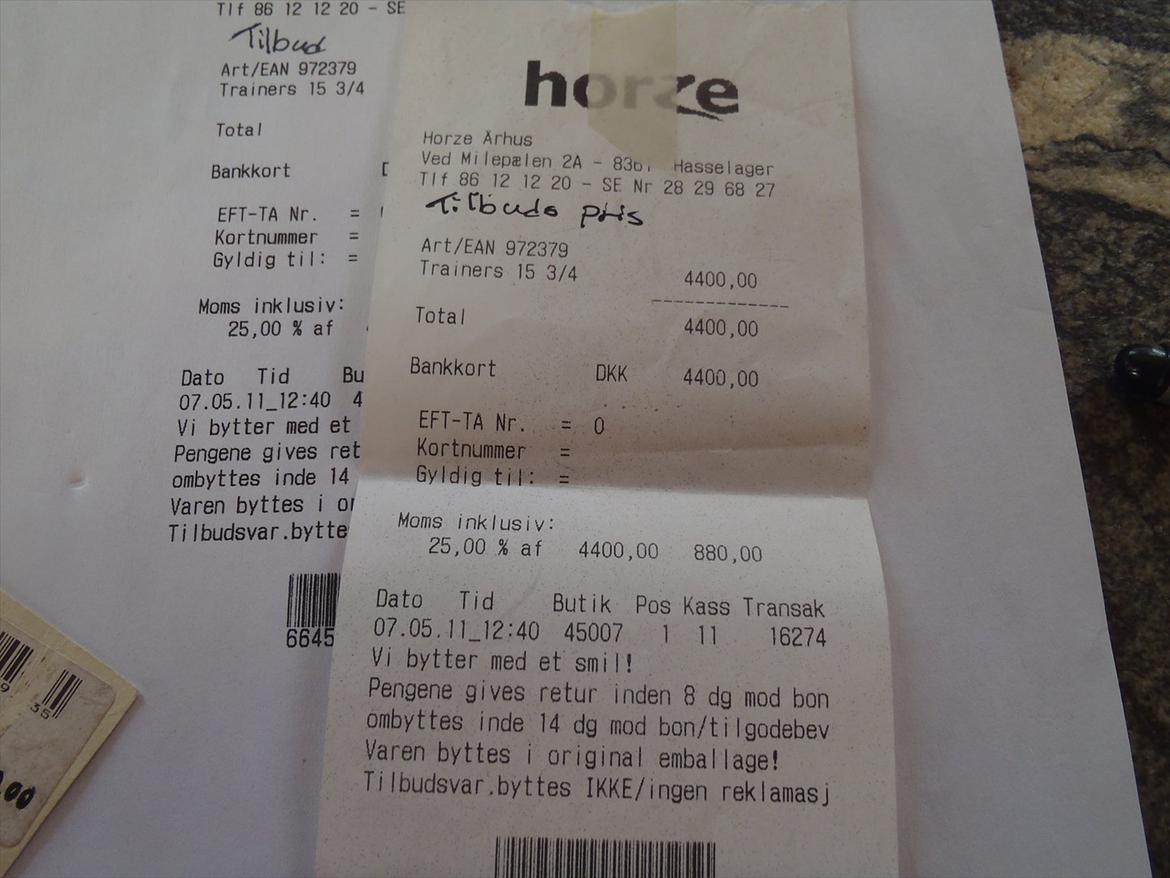 Tlf 86 12 12 20 - SE
Tilbud
Art/EAN 972379
Trainers 15 3/4
Total
Bankkort
EFT-TA Nr. =
Kortnummer =
Gyldig til: =
Moms inklusiv:
25,00 % af
Dato Tid Bu
07.05.11_12:40 4
Vi bytter med et
Pengene gives ret
ombyttes inde 14
Varen byttes i or
Tilbudsvar.bytte
6645
horze
Horze Århus
Ved Milepælen 2A - 8361 Hasselager
Tlf 86 12 12 20 - SE Nr 28 29 68 27
Tilbuds pris
Art/EAN 972379
Trainers 15 3/4 4400,00
Total 4400,00
Bankkort DKK 4400,00
EFT-TA Nr. = 0
Kortnummer =
Gyldig til: =
Moms inklusiv:
25,00 % af 4400,00 880,00
Dato Tid Butik Pos Kass Transak
07.05.11_12:40 45007 1 11 16274
Vi bytter med et smil!
Pengene gives retur inden 8 dg mod bon
ombyttes inde 14 dg mod bon/tilgodebev
Varen byttes i original emballage!
Tilbudsvar.byttes IKKE/ingen reklamasj
9 35
.00